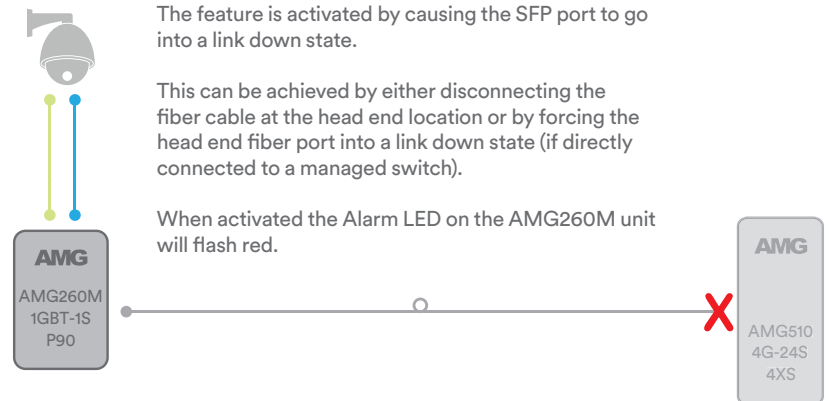 The feature is activated by causing the SFP port to go
into a link down state.
This can be achieved by either disconnecting the
fiber cable at the head end location or by forcing the
head end fiber port into a link down state (if directly
connected to a managed switch).
When activated the Alarm LED on the AMG260M unit
will flash red.
AMG
AMG260M
1GBT-1S
P90
AMG
AMG510
4G-24S
4XS